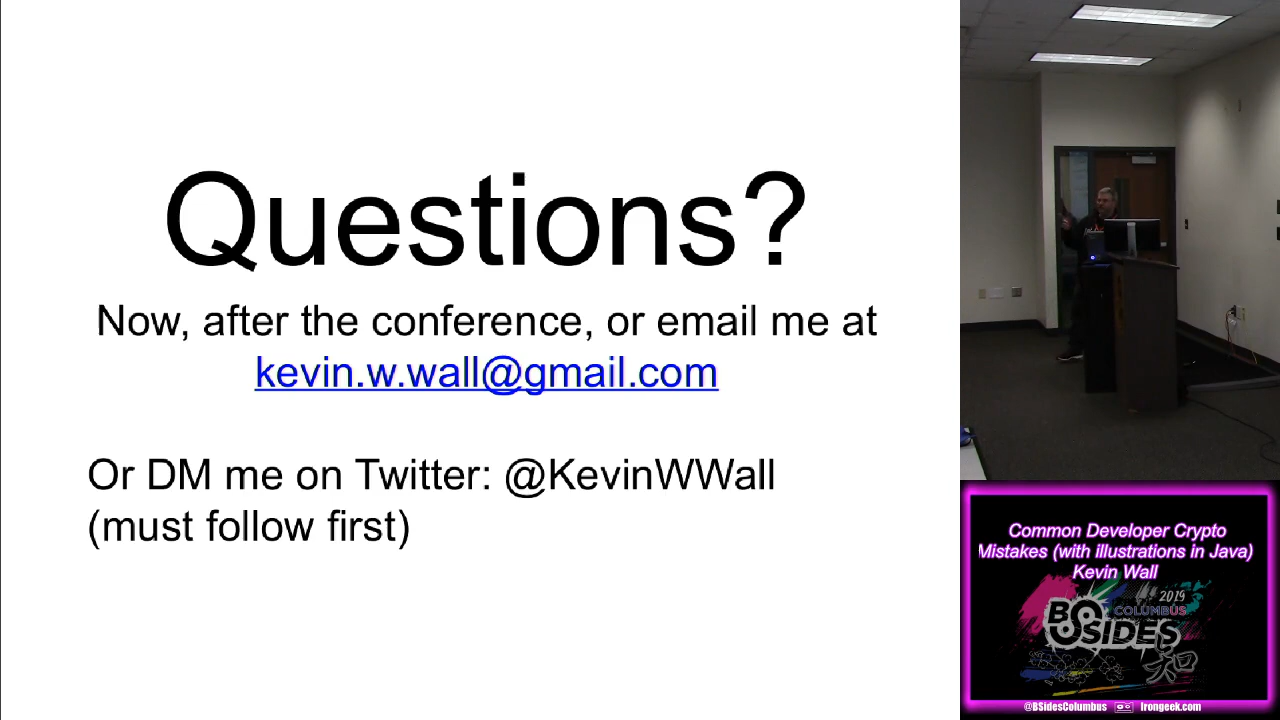 Questions?
Now, after the conference, or email me at
kevin.w.wall@gmail.com
Or DM me on Twitter: @KevinWWall
(must follow first)
Common Developer Crypto
Mistakes (with illustrations in Java)
Kevin Wall
2019
COLUMBUS
BSIDES
知
@BSidesColumbus Irongeek.com